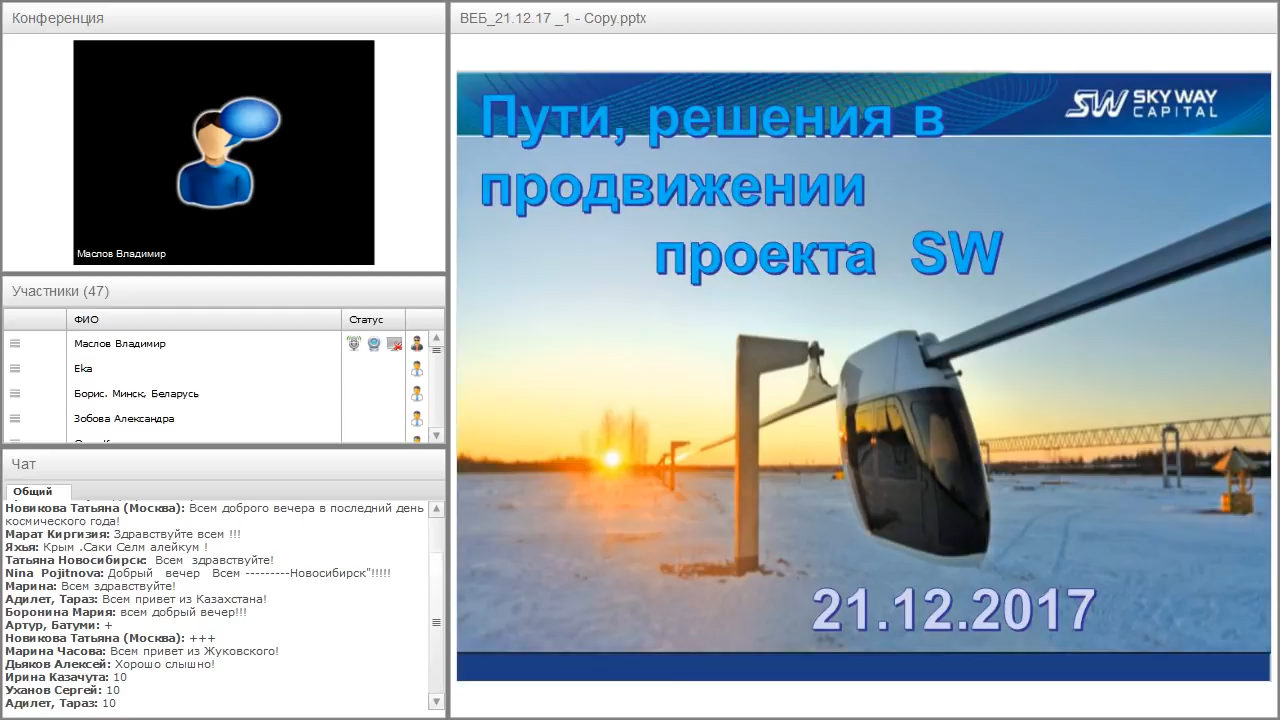 Конференция
Маслов Владимир
Участники (47)
ФИО
Статус
Маслов Владимир
Eka
Борис. Минск, Беларусь
Зобова Александра
Чат
Общий
Новикова Татьяна (Москва): Всем доброго вечера в последний день
космического года!
Марат Киргизия: Здравствуйте всем !!!
Яхья: Крым .Саки Селм алейкум !
Татьяна Новосибирск: Всем здравствуйте!
Nina Pojitnova: Добрый вечер Всем ---------Новосибирск"!!!!!
Марина: Всем здравствуйте!
Адилет, Тараз: Всем привет из Казахстана!
Боронина Мария: всем добрый вечер!!!
Артур, Батуми: +
Новикова Татьяна (Москва): +++
Марина Часова: Всем привет из Жуковского!
Дьяков Алексей: Хорошо слышно!
Ирина Казачута: 10
Уханов Сергей: 10
Адилет, Тараз: 10
ВЕБ_21.12.17 _1 - Copy.pptx
SW SKY WAY
CAPITAL
Пути, решения в
продвижении
проекта SW
21.12.2017